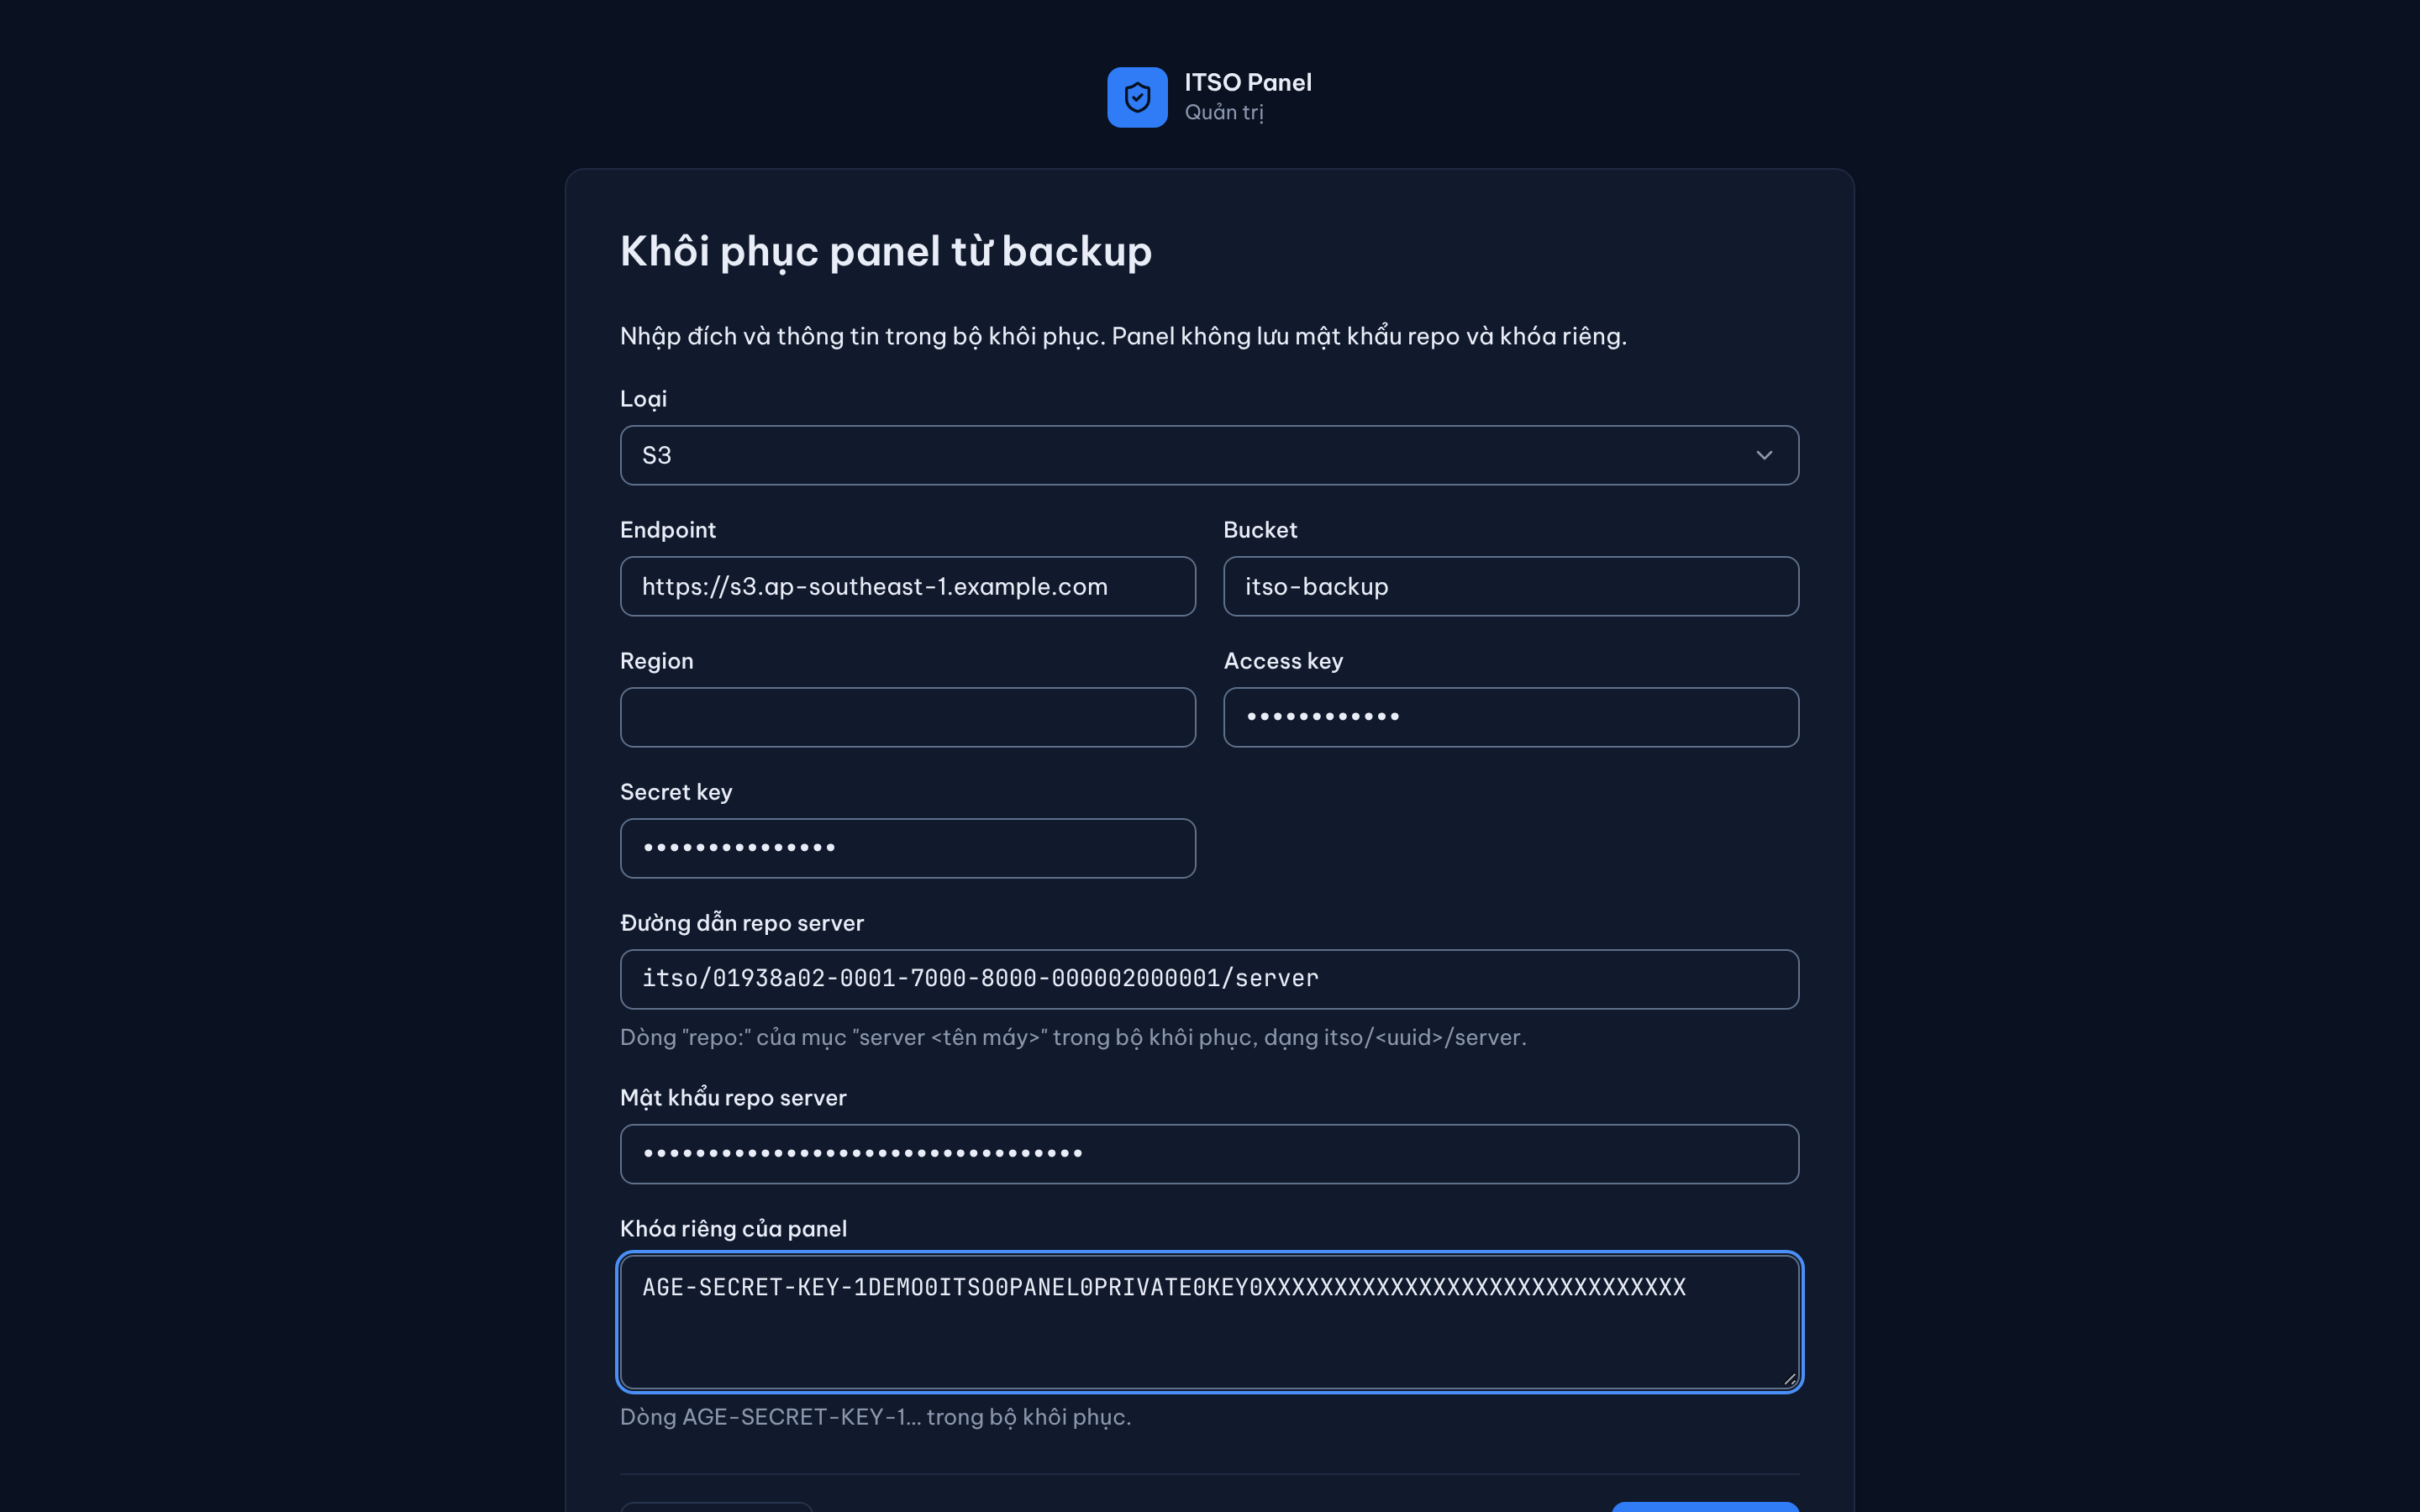 ITSO Panel
Quản trị
Khôi phục panel từ backup
Nhập đích và thông tin trong bộ khôi phục. Panel không lưu mật khẩu repo và khóa riêng.
Loại
S3
Endpoint
Bucket
https://s3.ap-southeast-1.example.com
itso-backup
Region
Access key
••••••••••••
Secret key
•••••••••••••••
Đường dẫn repo server
itso/01938a02-0001-7000-8000-000002000001/server
Dòng "repo:" của mục "server <tên máy>" trong bộ khôi phục, dạng itso/<uuid>/server.
Mật khẩu repo server
••••••••••••••••••••••••••••••••••
Khóa riêng của panel
AGE-SECRET-KEY-1DEMO0ITSO0PANEL0PRIVATE0KEY0XXXXXXXXXXXXXXXXXXXXXXXXXXXXXX
Dòng AGE-SECRET-KEY-1... trong bộ khôi phục.